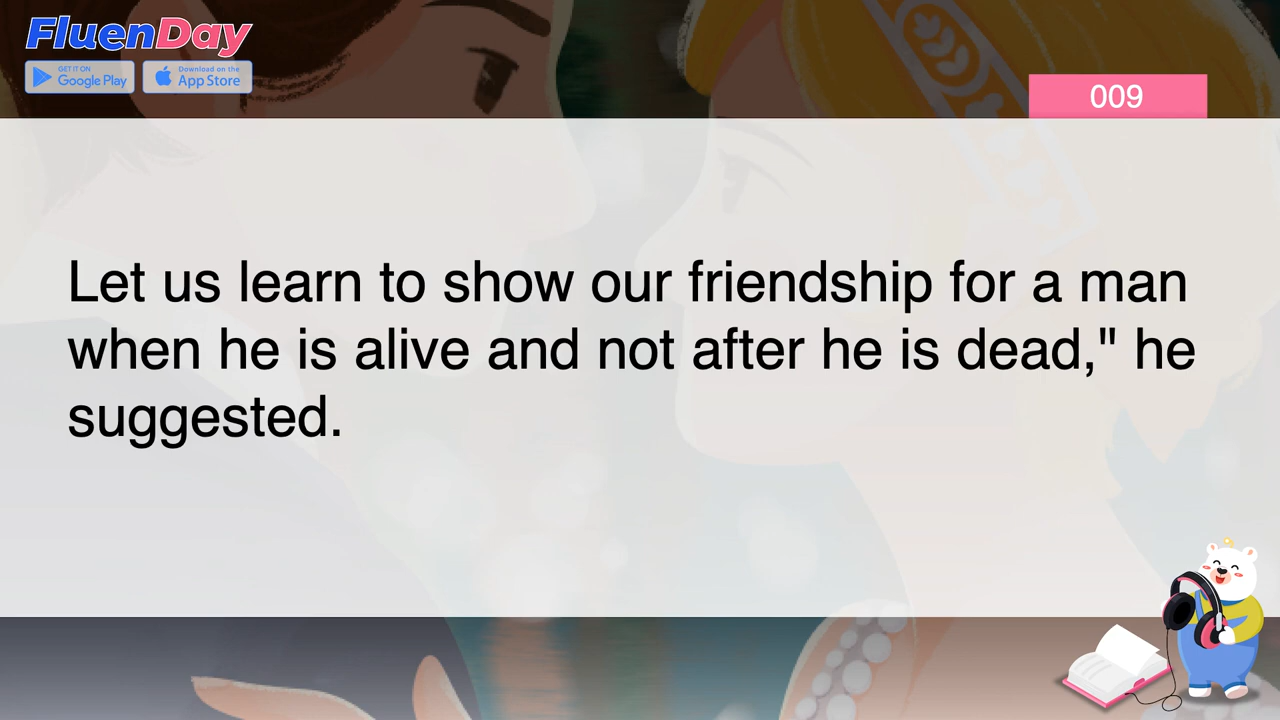 FluenDay
GET IT ON
Google Play
Download on the
App Store
009
Let us learn to show our friendship for a man
when he is alive and not after he is dead," he
suggested.